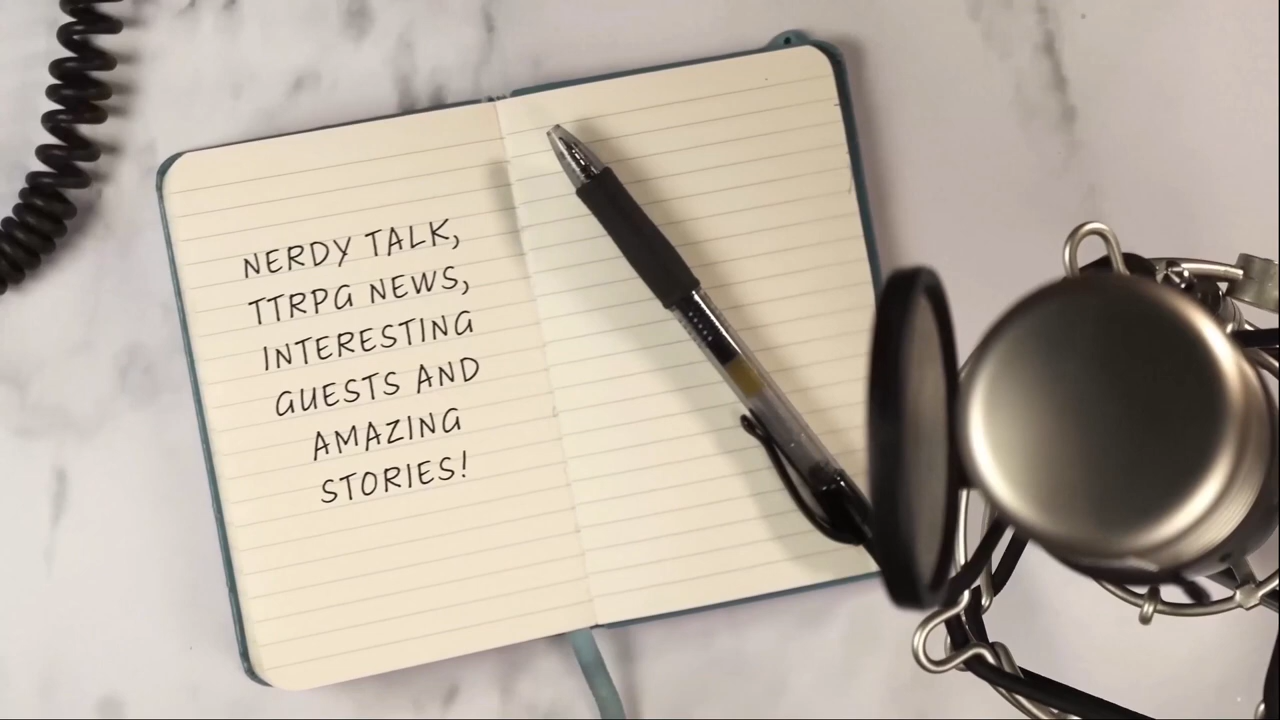 NERDY TALK,
TTRPG NEWS,
INTERESTING
GUESTS AND
AMAZING
STORIES!